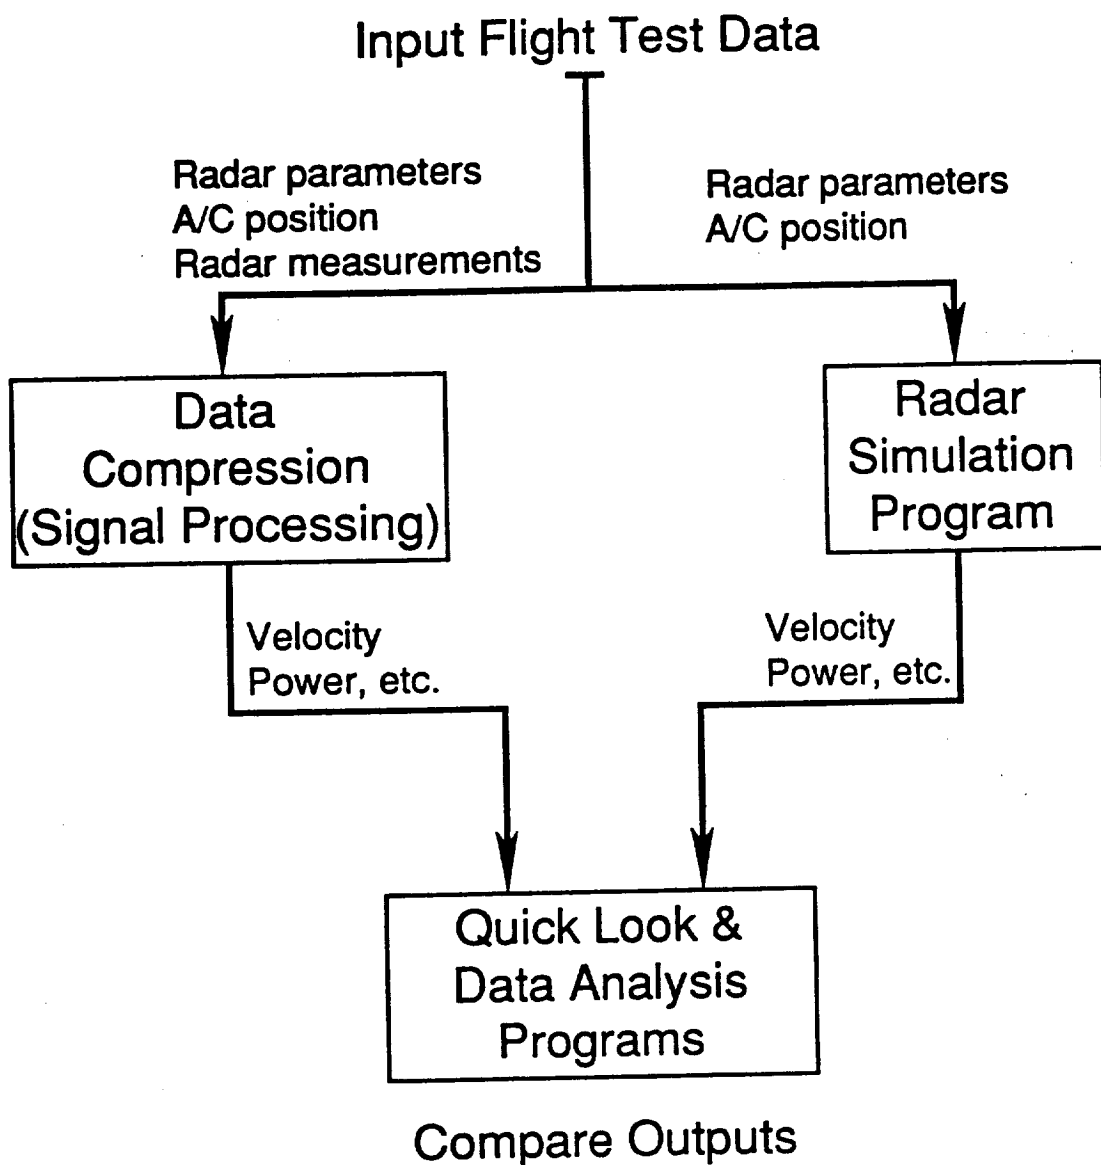 Input Flight Test Data
Radar parameters
A/C position
Radar measurements
Radar parameters
A/C position
Data
Compression
(Signal Processing)
Radar
Simulation
Program
Velocity
Power, etc.
Velocity
Power, etc.
Quick Look &
Data Analysis
Programs
Compare Outputs